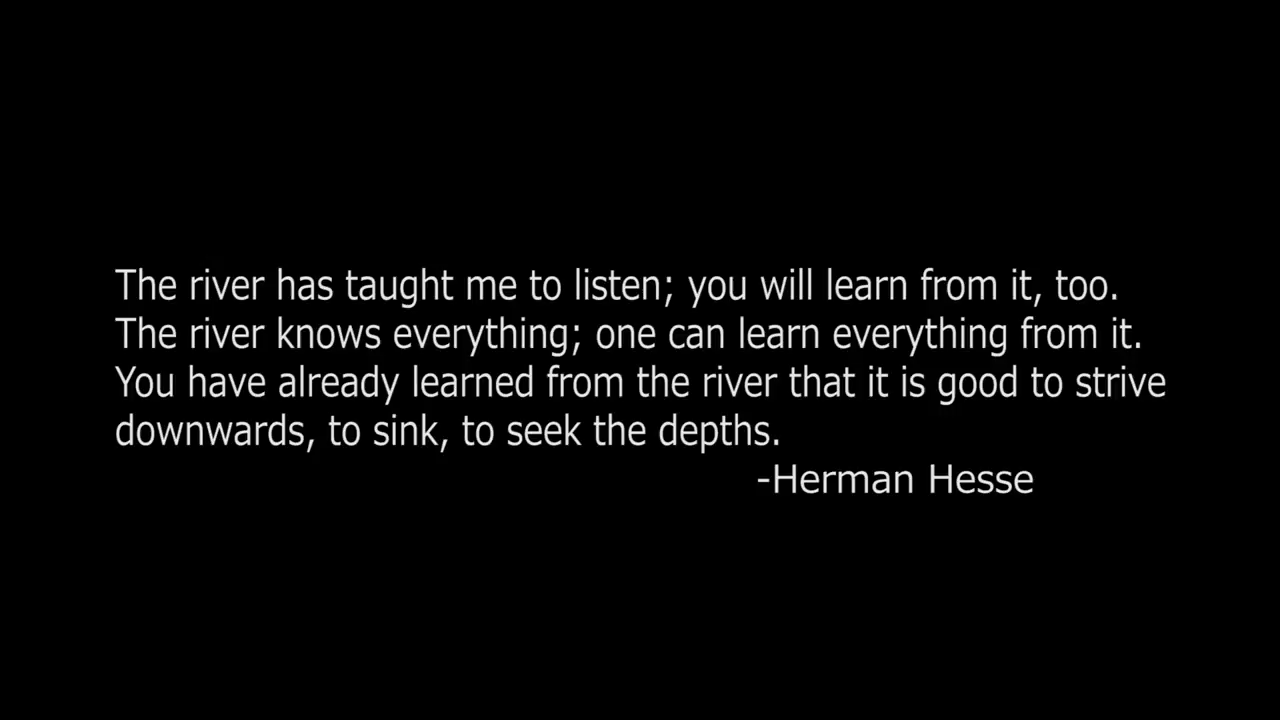 The river has taught me to listen; you will learn from it, too.
The river knows everything; one can learn everything from it.
You have already learned from the river that it is good to strive
downwards, to sink, to seek the depths.
-Herman Hesse